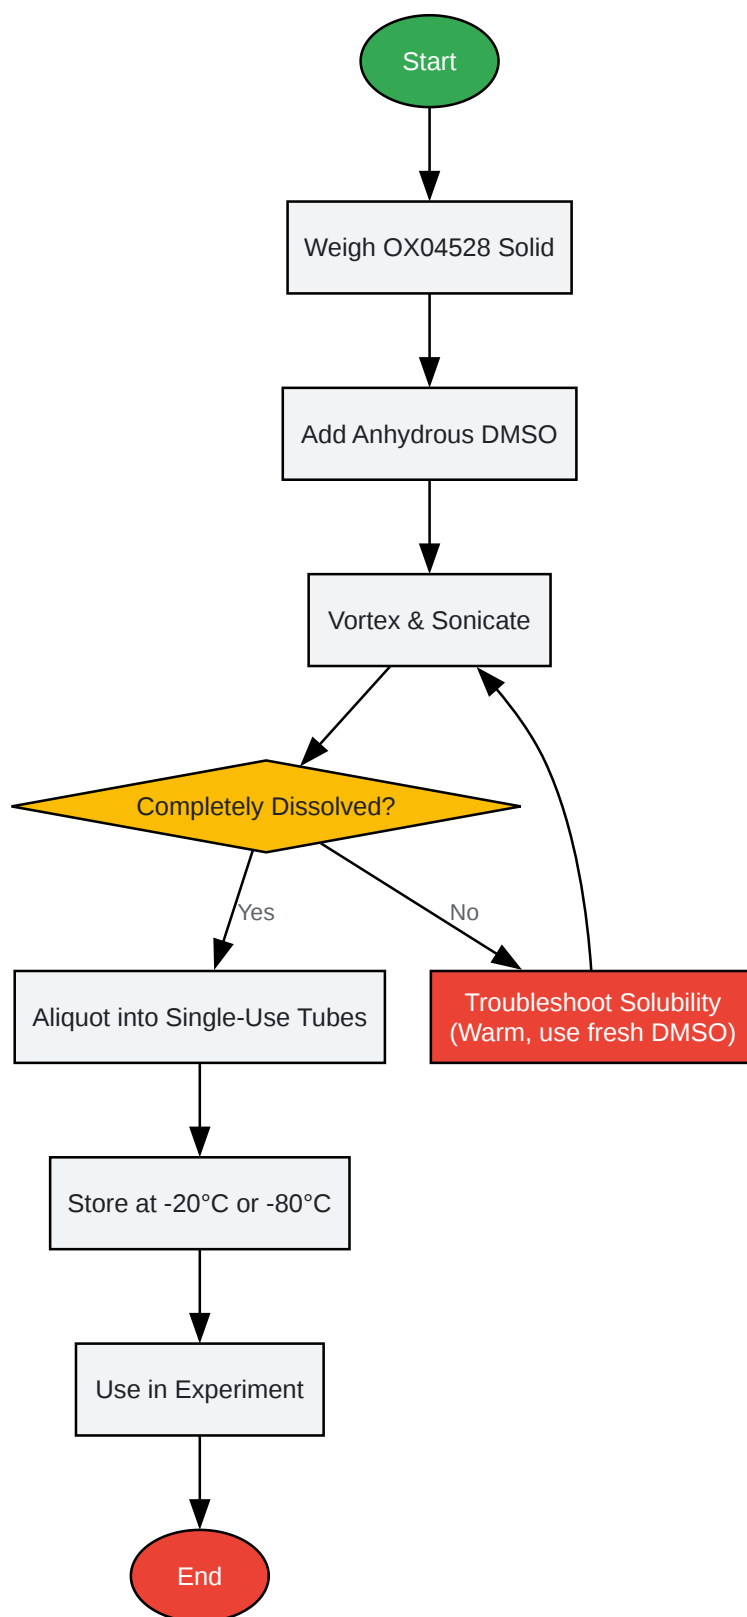 Start
Weigh OX04528 Solid
Add Anhydrous DMSO
Vortex & Sonicate
Completely Dissolved?
Yes
No
Aliquot into Single-Use Tubes
Troubleshoot Solubility
(Warm, use fresh DMSO)
Store at -20°C or -80°C
Use in Experiment
End